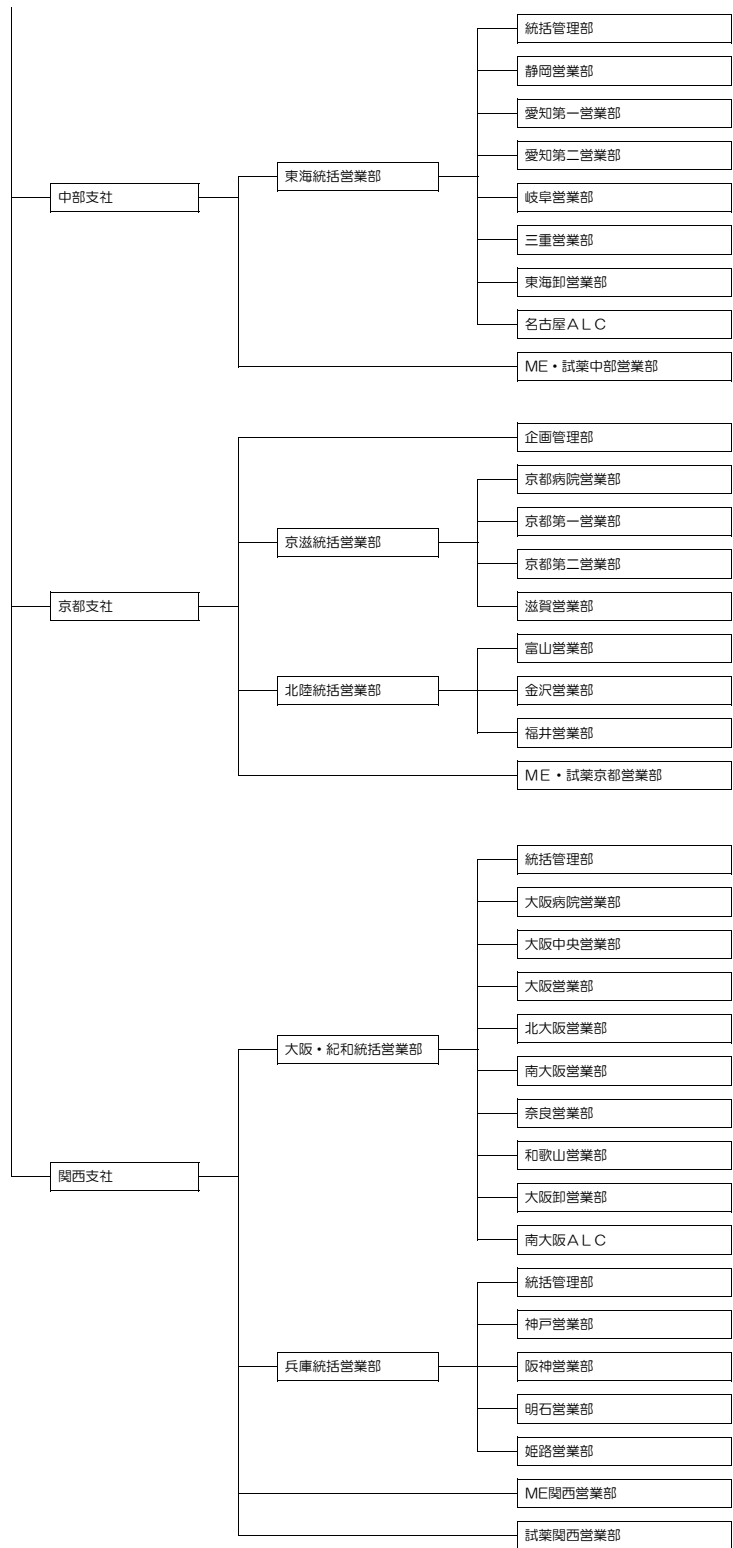 中部支社
東海統括営業部
統括管理部
静岡営業部
愛知第一営業部
愛知第二営業部
岐阜営業部
三重営業部
東海卸営業部
名古屋ＡＬＣ
ME・試薬中部営業部
京都支社
企画管理部
京滋統括営業部
京都病院営業部
京都第一営業部
京都第二営業部
滋賀営業部
北陸統括営業部
富山営業部
金沢営業部
福井営業部
ＭＥ・試薬京都営業部
関西支社
大阪・紀和統括営業部
統括管理部
大阪病院営業部
大阪中央営業部
大阪営業部
北大阪営業部
南大阪営業部
奈良営業部
和歌山営業部
大阪卸営業部
南大阪ＡＬＣ
兵庫統括営業部
統括管理部
神戸営業部
阪神営業部
明石営業部
姫路営業部
ME関西営業部
試薬関西営業部